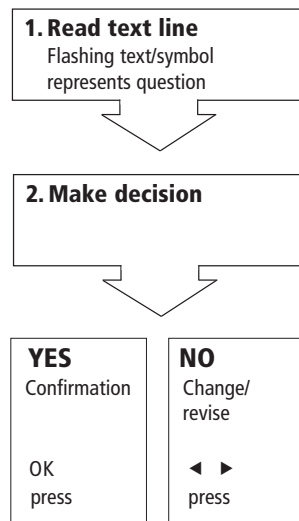 1. Read text line
Flashing text/symbol
represents question
2. Make decision
YES
Confirmation
OK
press
NO
Change/
revise
◄ ►
press